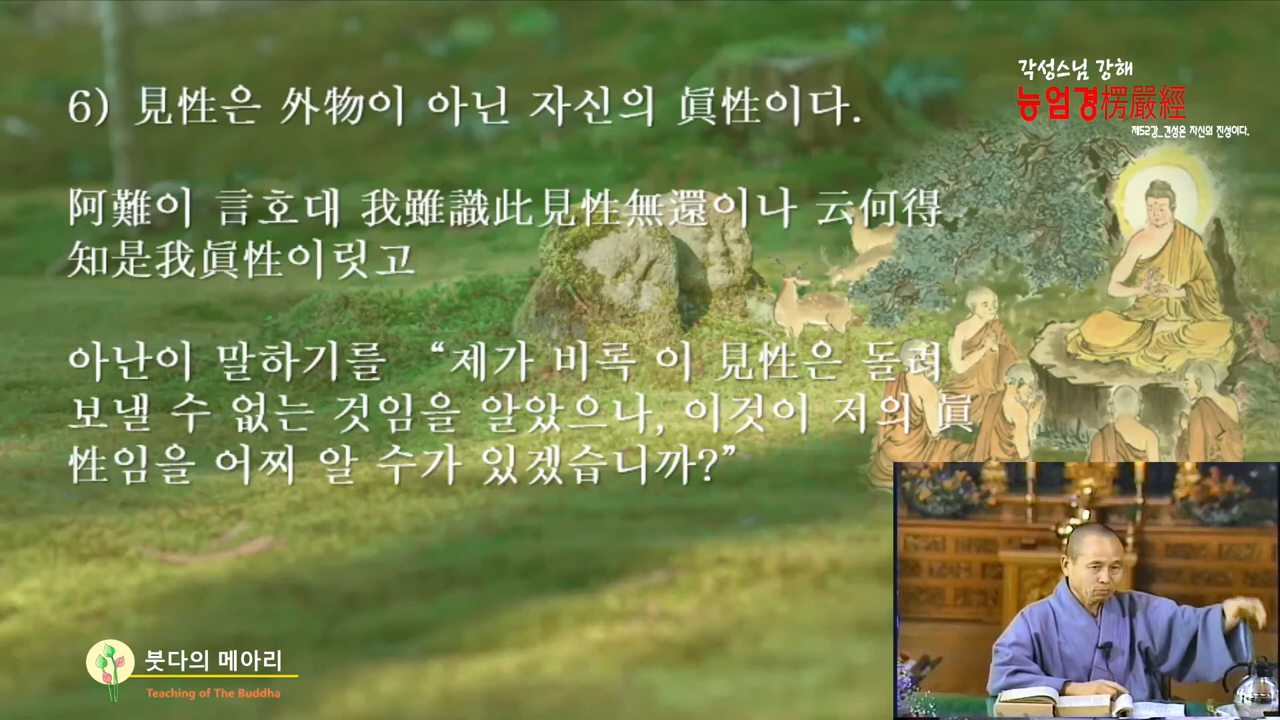 각성스님 강해
능엄경楞嚴經
제52강_견성은 자신의 진성이다.
6) 見性은 外物이 아닌 자신의 眞性이다.
阿難이 言호대 我雖識此見性無還이나 云何得
知是我眞性이릿고
아난이 말하기를 “제가 비록 이 見性은 돌려
보낼 수 없는 것임을 알았으나, 이것이 저의 眞
性임을 어찌 알 수가 있겠습니까?”
붓다의 메아리
Teaching of The Buddha